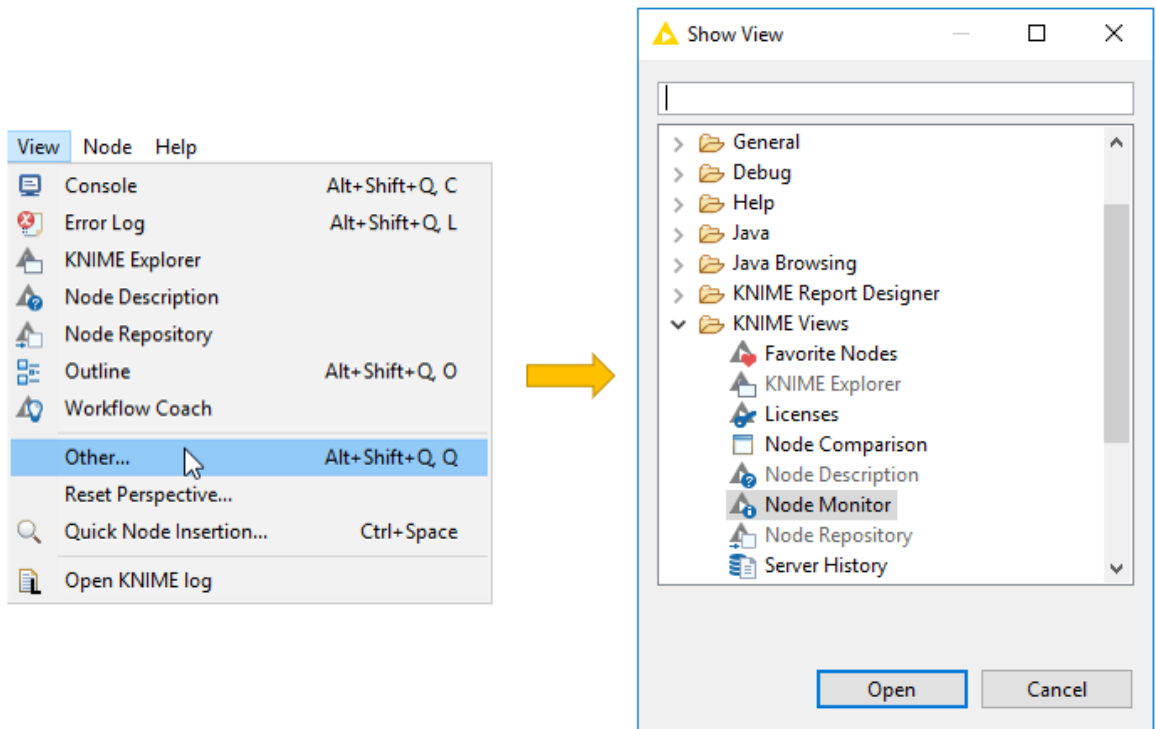 View Node Help
Console Alt+Shift+Q, C
Error Log Alt+Shift+Q, L
KNIME Explorer
Node Description
Node Repository
Outline Alt+Shift+Q, O
Workflow Coach
Other... Alt+Shift+Q, Q
Reset Perspective...
Quick Node Insertion... Ctrl+Space
Open KNIME log
Show View
General
Debug
Help
Java
Java Browsing
KNIME Report Designer
KNIME Views
Favorite Nodes
KNIME Explorer
Licenses
Node Comparison
Node Description
Node Monitor
Node Repository
Server History
Open Cancel